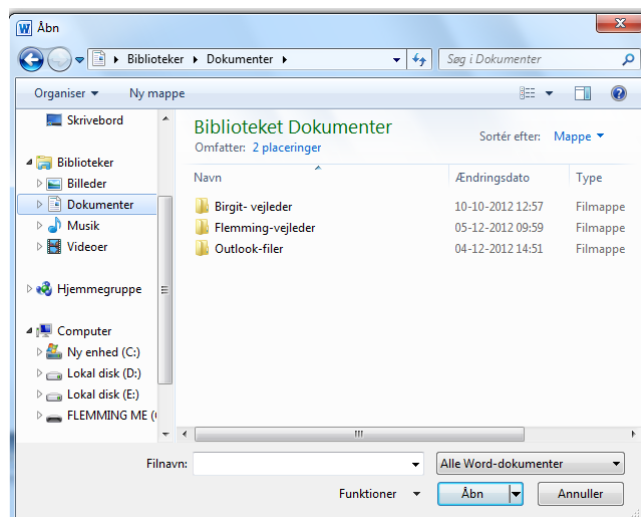 Åbn
Biblioteker Dokumenter
Søg i Dokumenter
Organiser Ny mappe
Skrivebord
Biblioteker
Billeder
Dokumenter
Musik
Videoer
Hjemmegruppe
Computer
Ny enhed (C:)
Lokal disk (D:)
Lokal disk (E:)
FLEMMING ME (
Biblioteket Dokumenter
Omfatter: 2 placeringer
Sortér efter: Mappe
Navn Ændringsdato Type
Birgit- vejleder 10-10-2012 12:57 Filmappe
Flemming-vejleder 05-12-2012 09:59 Filmappe
Outlook-filer 04-12-2012 14:51 Filmappe
Filnavn: Alle Word-dokumenter
Funktioner Åbn Annuller